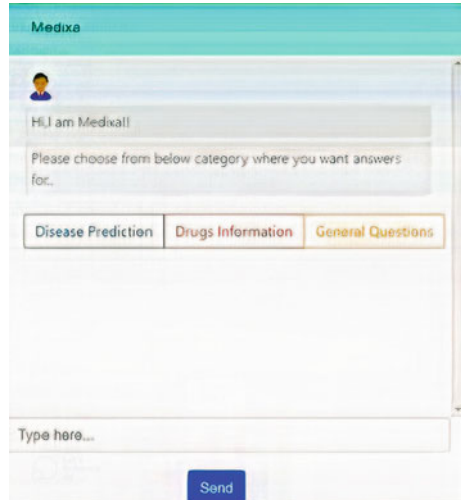 Medixa
Hi,I am Medixa!!
Please choose from below category where you want answers
for..
Disease Prediction Drugs Information General Questions
Type here...
Send